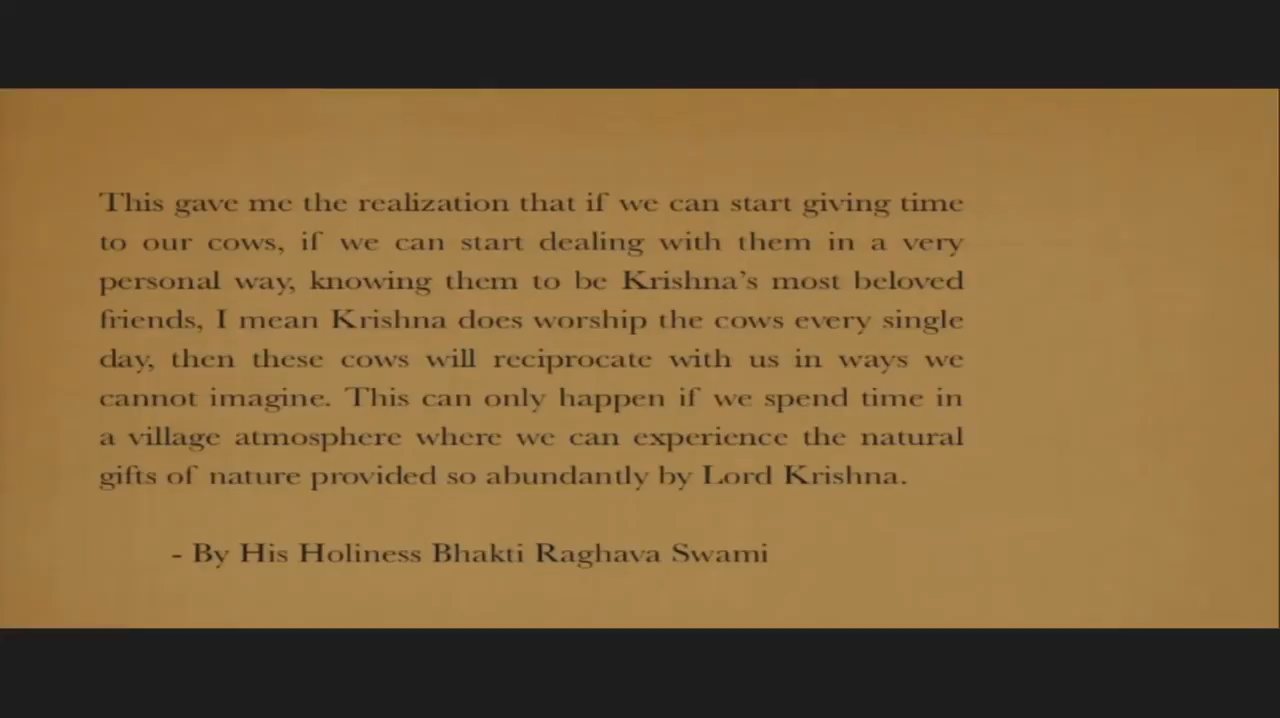 This gave me the realization that if we can start giving time
to our cows, if we can start dealing with them in a very
personal way, knowing them to be Krishna's most beloved
friends, I mean Krishna does worship the cows every single
day, then these cows will reciprocate with us in ways we
cannot imagine. This can only happen if we spend time in
a village atmosphere where we can experience the natural
gifts of nature provided so abundantly by Lord Krishna.
- By His Holiness Bhakti Raghava Swami